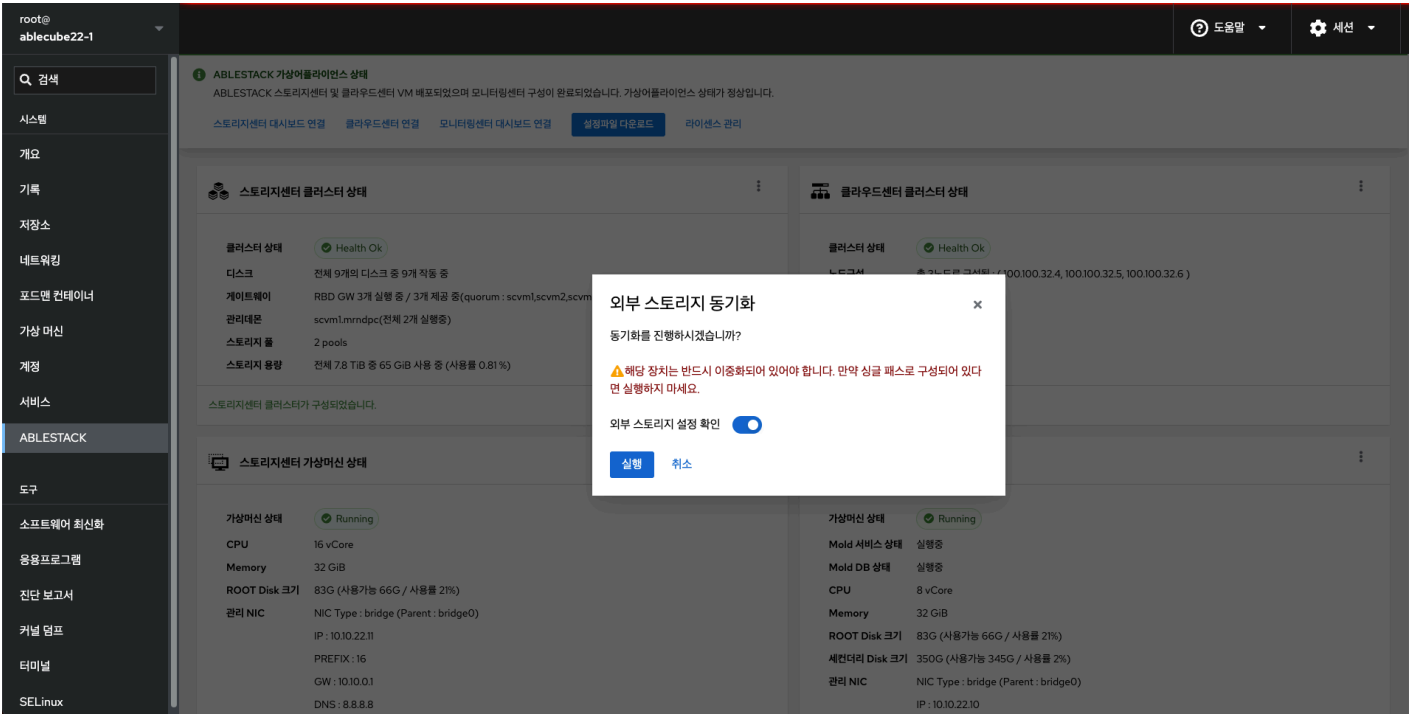 root@
ablecube22-1
도움말
세션
검색
시스템
개요
기록
저장소
네트워킹
포드맨 컨테이너
가상 머신
계정
서비스
ABLESTACK
도구
소프트웨어 최신화
응용프로그램
진단 보고서
커널 덤프
터미널
SELinux
ABLESTACK 가상어플라이언스 상태
ABLESTACK 스토리지센터 및 클라우드센터 VM 배포되었으며 모니터링센터 구성이 완료되었습니다. 가상어플라이언스 상태가 정상입니다.
스토리지센터 대시보드 연결 클라우드센터 연결 모니터링센터 대시보드 연결 설정파일 다운로드 라이센스 관리
스토리지센터 클러스터 상태
클러스터 상태 Health Ok
디스크 전체 9개의 디스크 중 9개 작동 중
게이트웨이 RBD GW 3개 실행 중 / 3개 제공 중(quorum : scvm1,scvm2,scvm
관리데몬 scvm1.mrndpc(전체 2개 실행중)
스토리지 풀 2 pools
스토리지 용량 전체 7.8 TiB 중 65 GiB 사용 중 (사용률 0.81 %)
스토리지센터 클러스터가 구성되었습니다.
클라우드센터 클러스터 상태
클러스터 상태 Health Ok
노드구성 총 3노드로 구성됨 : ( 100.100.32.4, 100.100.32.5, 100.100.32.6 )
외부 스토리지 동기화
동기화를 진행하시겠습니까?
⚠해당 장치는 반드시 이중화되어 있어야 합니다. 만약 싱글 패스로 구성되어 있다
면 실행하지 마세요.
외부 스토리지 설정 확인
실행 취소
스토리지센터 가상머신 상태
가상머신 상태 Running
CPU 16 vCore
Memory 32 GiB
ROOT Disk 크기 83G (사용가능 66G / 사용률 21%)
관리 NIC NIC Type : bridge (Parent : bridge0)
IP : 10.10.22.11
PREFIX : 16
GW : 10.10.0.1
DNS : 8.8.8.8
가상머신 상태 Running
Mold 서비스 상태 실행중
Mold DB 상태 실행중
CPU 8 vCore
Memory 32 GiB
ROOT Disk 크기 83G (사용가능 66G / 사용률 21%)
세컨더리 Disk 크기 350G (사용가능 345G / 사용률 2%)
관리 NIC NIC Type : bridge (Parent : bridge0)
IP : 10.10.22.10